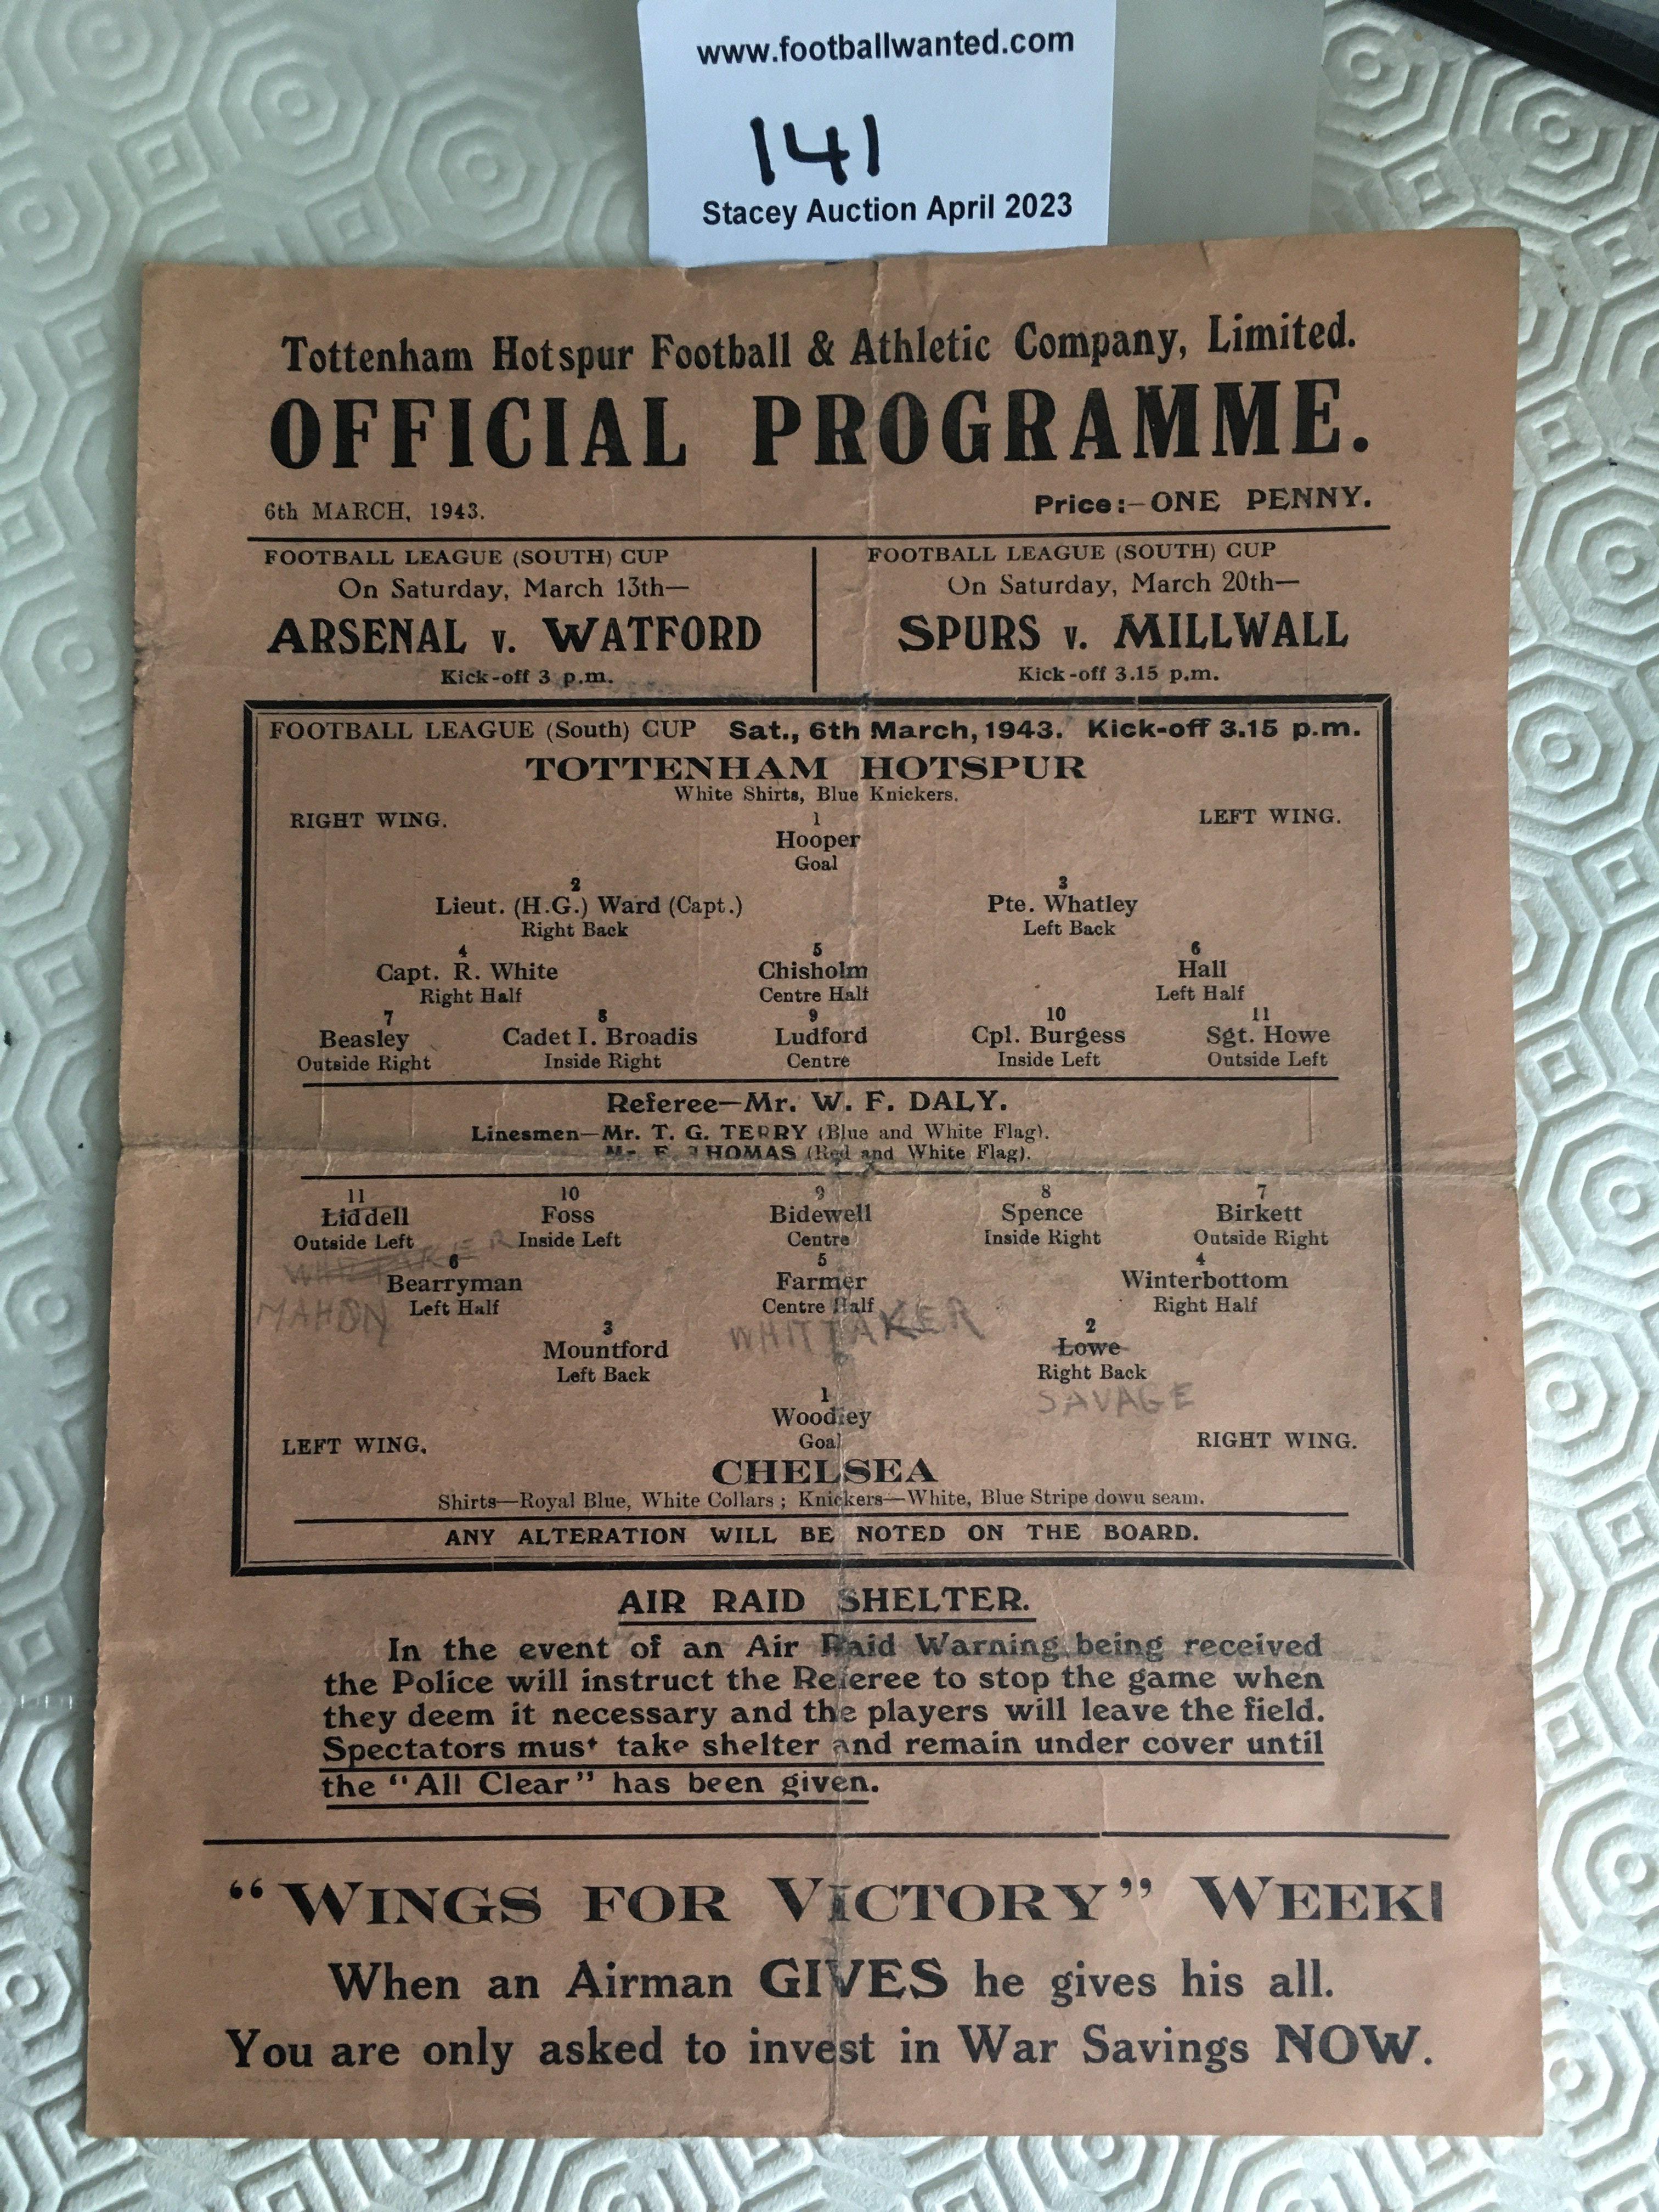 www.footballwanted.com
141
Stacey Auction April 2023
Tottenham Hotspur Football & Athletic Company, Limited.
OFFICIAL PROGRAMME.
6th MARCH, 1943. Price:-ONE PENNY.
FOOTBALL LEAGUE (SOUTH) CUP
On Saturday, March 13th—
ARSENAL v. WATFORD
Kick-off 3 p.m.
FOOTBALL LEAGUE (SOUTH) CUP
On Saturday, March 20th—
SPURS v. MILLWALL
Kick-off 3.15 p.m.
FOOTBALL LEAGUE (South) CUP Sat., 6th March, 1943. Kick-off 3.15 p.m.
TOTTENHAM HOTSPUR
White Shirts, Blue Knickers.
RIGHT WING. 1 LEFT WING.
Hooper
Goal
2 3
Lieut. (H.G.) Ward (Capt.) Pte. Whatley
Right Back Left Back
4 5 6
Capt. R. White Chisholm Hall
Right Half Centre Half Left Half
7 8 9 10 11
Beasley Cadet I. Broadis Ludford Cpl. Burgess Sgt. Howe
Outside Right Inside Right Centre Inside Left Outside Left
Referee—Mr. W. F. DALY.
Linesmen—Mr. T. G. TERRY (Blue and White Flag).
Mr. F. THOMAS (Red and White Flag).
11 10 9 8 7
Liddell Foss Bidewell Spence Birkett
Outside Left Inside Left Centre Inside Right Outside Right
WHITTAKER
6 5 4
Bearryman Farmer Winterbottom
Left Half Centre Half Right Half
MAHON WHITTAKER
3 2
Mountford Lowe
Left Back Right Back
SAVAGE
1
Woodley
LEFT WING. Goal RIGHT WING.
CHELSEA
Shirts—Royal Blue, White Collars ; Knickers—White, Blue Stripe down seam.
ANY ALTERATION WILL BE NOTED ON THE BOARD.
AIR RAID SHELTER.
In the event of an Air Raid Warning being received
the Police will instruct the Referee to stop the game when
they deem it necessary and the players will leave the field.
Spectators must take shelter and remain under cover until
the "All Clear" has been given.
"WINGS FOR VICTORY" WEEK!
When an Airman GIVES he gives his all.
You are only asked to invest in War Savings NOW.